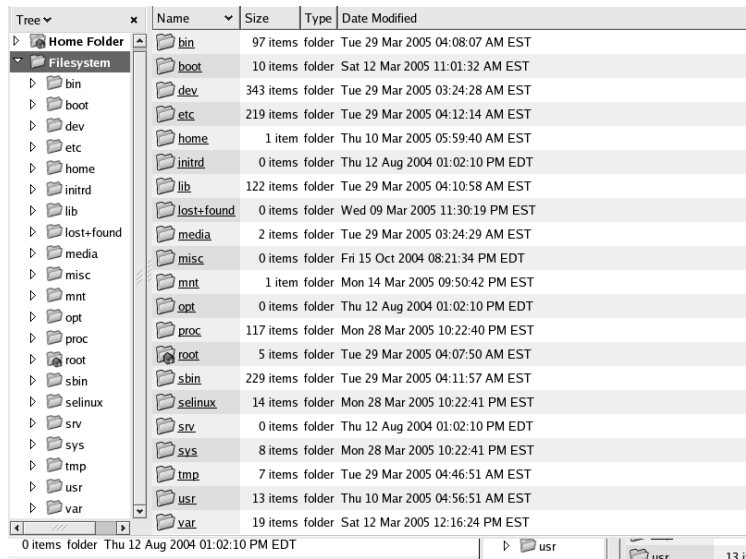 Tree
Home Folder
Filesystem
bin
boot
dev
etc
home
initrd
lib
lost+found
media
misc
mnt
opt
proc
root
sbin
selinux
srv
sys
tmp
usr
var
Name Size Type Date Modified
bin 97 items folder Tue 29 Mar 2005 04:08:07 AM EST
boot 10 items folder Sat 12 Mar 2005 11:01:32 AM EST
dev 343 items folder Tue 29 Mar 2005 03:24:28 AM EST
etc 219 items folder Tue 29 Mar 2005 04:12:14 AM EST
home 1 item folder Thu 10 Mar 2005 05:59:40 AM EST
initrd 0 items folder Thu 12 Aug 2004 01:02:10 PM EDT
lib 122 items folder Tue 29 Mar 2005 04:10:58 AM EST
lost+found 0 items folder Wed 09 Mar 2005 11:30:19 PM EST
media 2 items folder Tue 29 Mar 2005 03:24:29 AM EST
misc 0 items folder Fri 15 Oct 2004 08:21:34 PM EDT
mnt 1 item folder Mon 14 Mar 2005 09:50:42 PM EST
opt 0 items folder Thu 12 Aug 2004 01:02:10 PM EDT
proc 117 items folder Mon 28 Mar 2005 10:22:40 PM EST
root 5 items folder Tue 29 Mar 2005 04:07:50 AM EST
sbin 229 items folder Tue 29 Mar 2005 04:11:57 AM EST
selinux 14 items folder Mon 28 Mar 2005 10:22:41 PM EST
srv 0 items folder Thu 12 Aug 2004 01:02:10 PM EDT
sys 8 items folder Mon 28 Mar 2005 10:22:41 PM EST
tmp 7 items folder Tue 29 Mar 2005 04:46:51 AM EST
usr 13 items folder Thu 10 Mar 2005 04:56:51 AM EST
var 19 items folder Sat 12 Mar 2005 12:16:24 PM EST
0 items folder Thu 12 Aug 2004 01:02:10 PM EDT
usr
usr 13